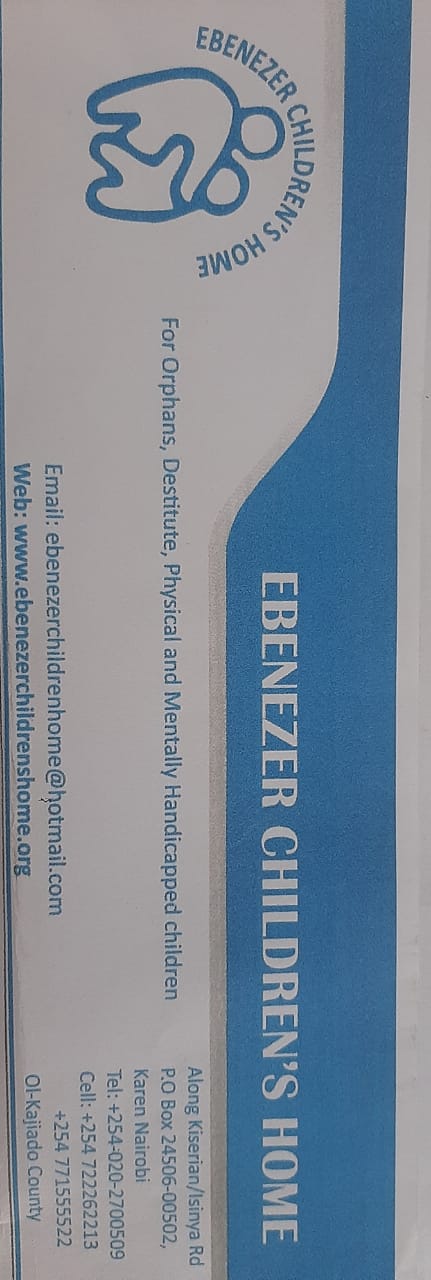 EBENEZER CHILDREN'S HOME
EBENEZER CHILDREN'S HOME
For Orphans, Destitute, Physical and Mentally Handicapped children
Along Kiserian/Isinya Rd
P.O Box 24506-00502,
Karen Nairobi
Tel: +254-020-2700509
Cell: +254 722262213
+254 771555522
Ol-Kajiado County
Email: ebenezerchildrenhome@hotmail.com
Web: www.ebenezerchildrenshome.org